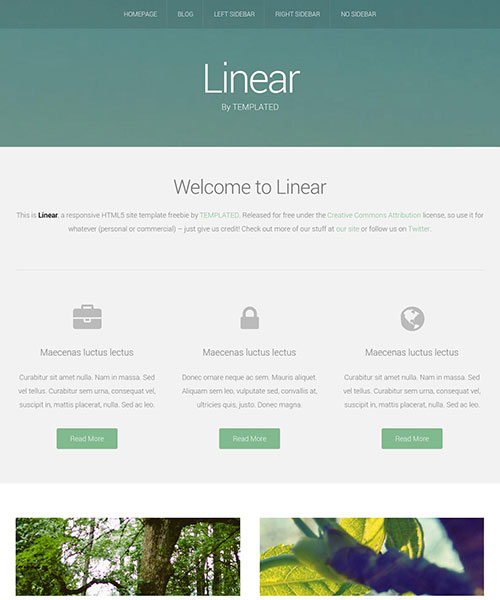 HOMEPAGE BLOG LEFT SIDEBAR RIGHT SIDEBAR NO SIDEBAR
Linear
By TEMPLATED
Welcome to Linear
This is Linear, a responsive HTML5 site template freebie by TEMPLATED. Released for free under the Creative Commons Attribution license, so use it for
whatever (personal or commercial) – just give us credit! Check out more of our stuff at our site or follow us on Twitter.
Maecenas luctus lectus
Curabitur sit amet nulla. Nam in massa. Sed
vel tellus. Curabitur sem urna, consequat vel,
suscipit in, mattis placerat, nulla. Sed ac leo.
Read More
Maecenas luctus lectus
Donec ornare neque ac sem. Mauris aliquet.
Aliquam sem leo, vulputate sed, convallis at,
ultricies quis, justo. Donec magna.
Read More
Maecenas luctus lectus
Curabitur sit amet nulla. Nam in massa. Sed
vel tellus. Curabitur sem urna, consequat vel,
suscipit in, mattis placerat, nulla. Sed ac leo.
Read More